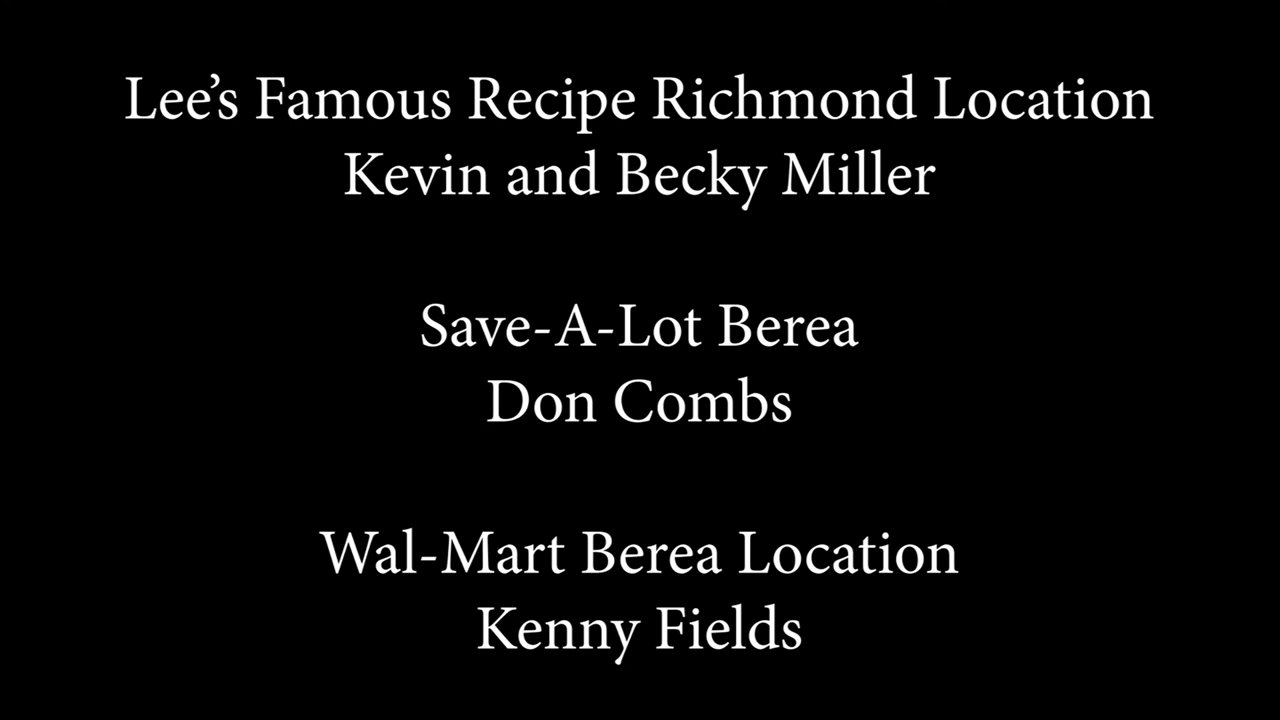 Lee’s Famous Recipe Richmond Location
Kevin and Becky Miller
Save-A-Lot Berea
Don Combs
Wal-Mart Berea Location
Kenny Fields